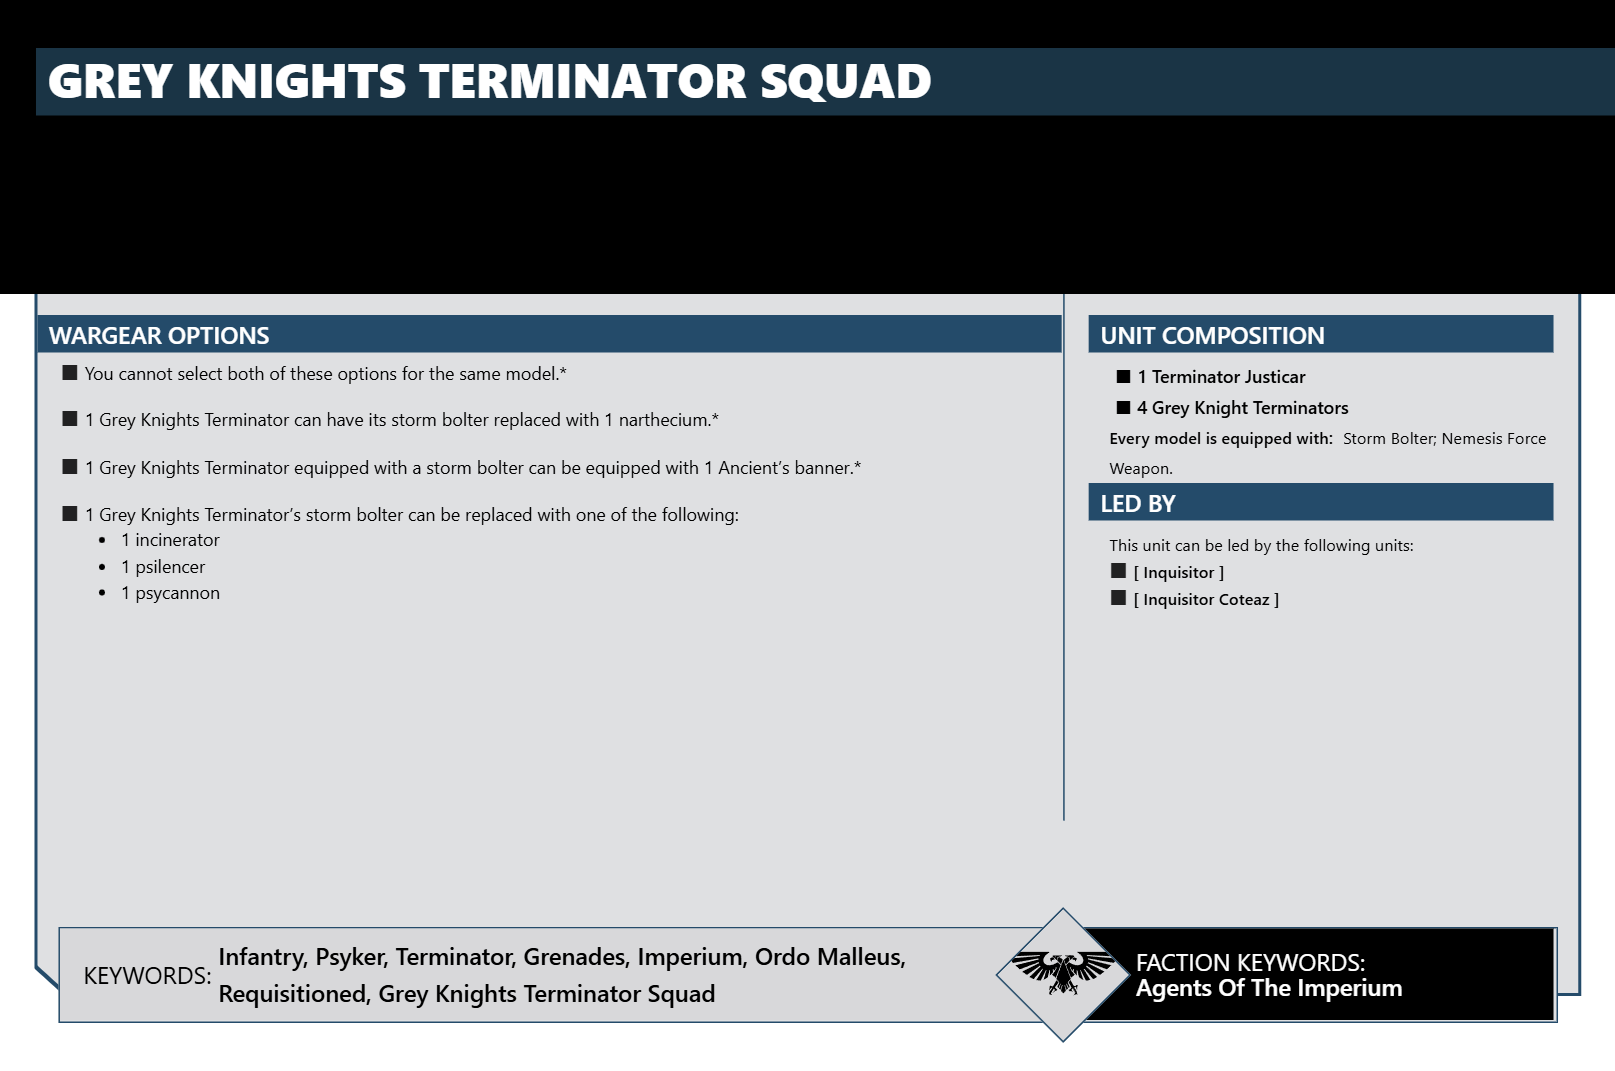 GREY KNIGHTS TERMINATOR SQUAD
WARGEAR OPTIONS
You cannot select both of these options for the same model.*
1 Grey Knights Terminator can have its storm bolter replaced with 1 narthecium.*
1 Grey Knights Terminator equipped with a storm bolter can be equipped with 1 Ancient’s banner.*
1 Grey Knights Terminator’s storm bolter can be replaced with one of the following:
• 1 incinerator
• 1 psilencer
• 1 psycannon
UNIT COMPOSITION
1 Terminator Justicar
4 Grey Knight Terminators
Every model is equipped with: Storm Bolter; Nemesis Force
Weapon.
LED BY
This unit can be led by the following units:
[ Inquisitor ]
[ Inquisitor Coteaz ]
KEYWORDS: Infantry, Psyker, Terminator, Grenades, Imperium, Ordo Malleus,
Requisitioned, Grey Knights Terminator Squad
FACTION KEYWORDS:
Agents Of The Imperium